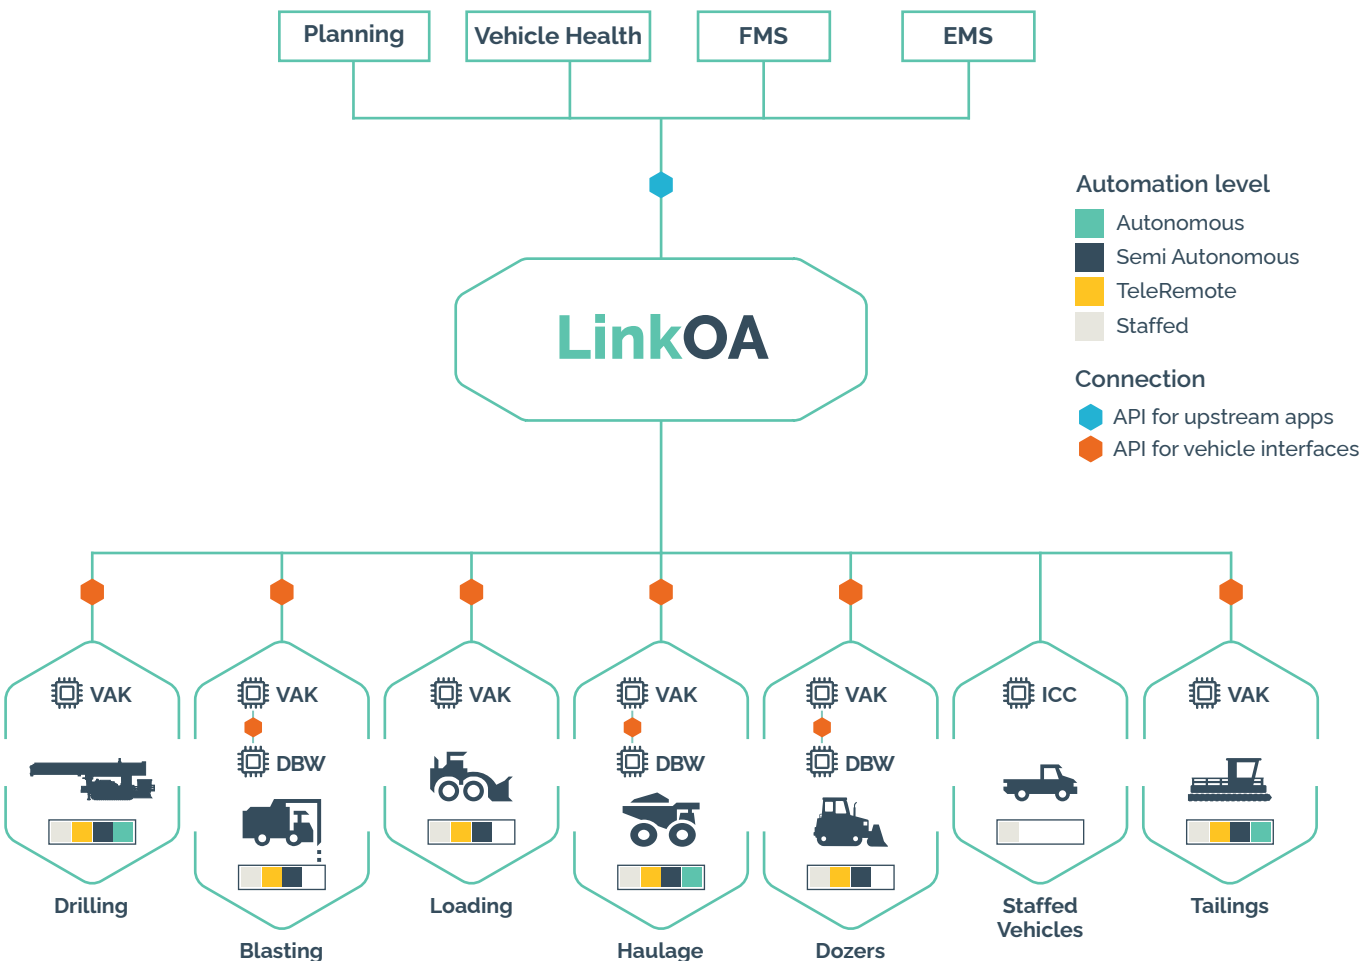 Planning
Vehicle Health
FMS
EMS
Automation level
Autonomous
Semi Autonomous
TeleRemote
Staffed
LinkOA
Connection
API for upstream apps
API for vehicle interfaces
VAK
VAK
VAK
VAK
VAK
ICC
VAK
DBW
DBW
DBW
Drilling
Blasting
Loading
Haulage
Dozers
Staffed
Vehicles
Tailings